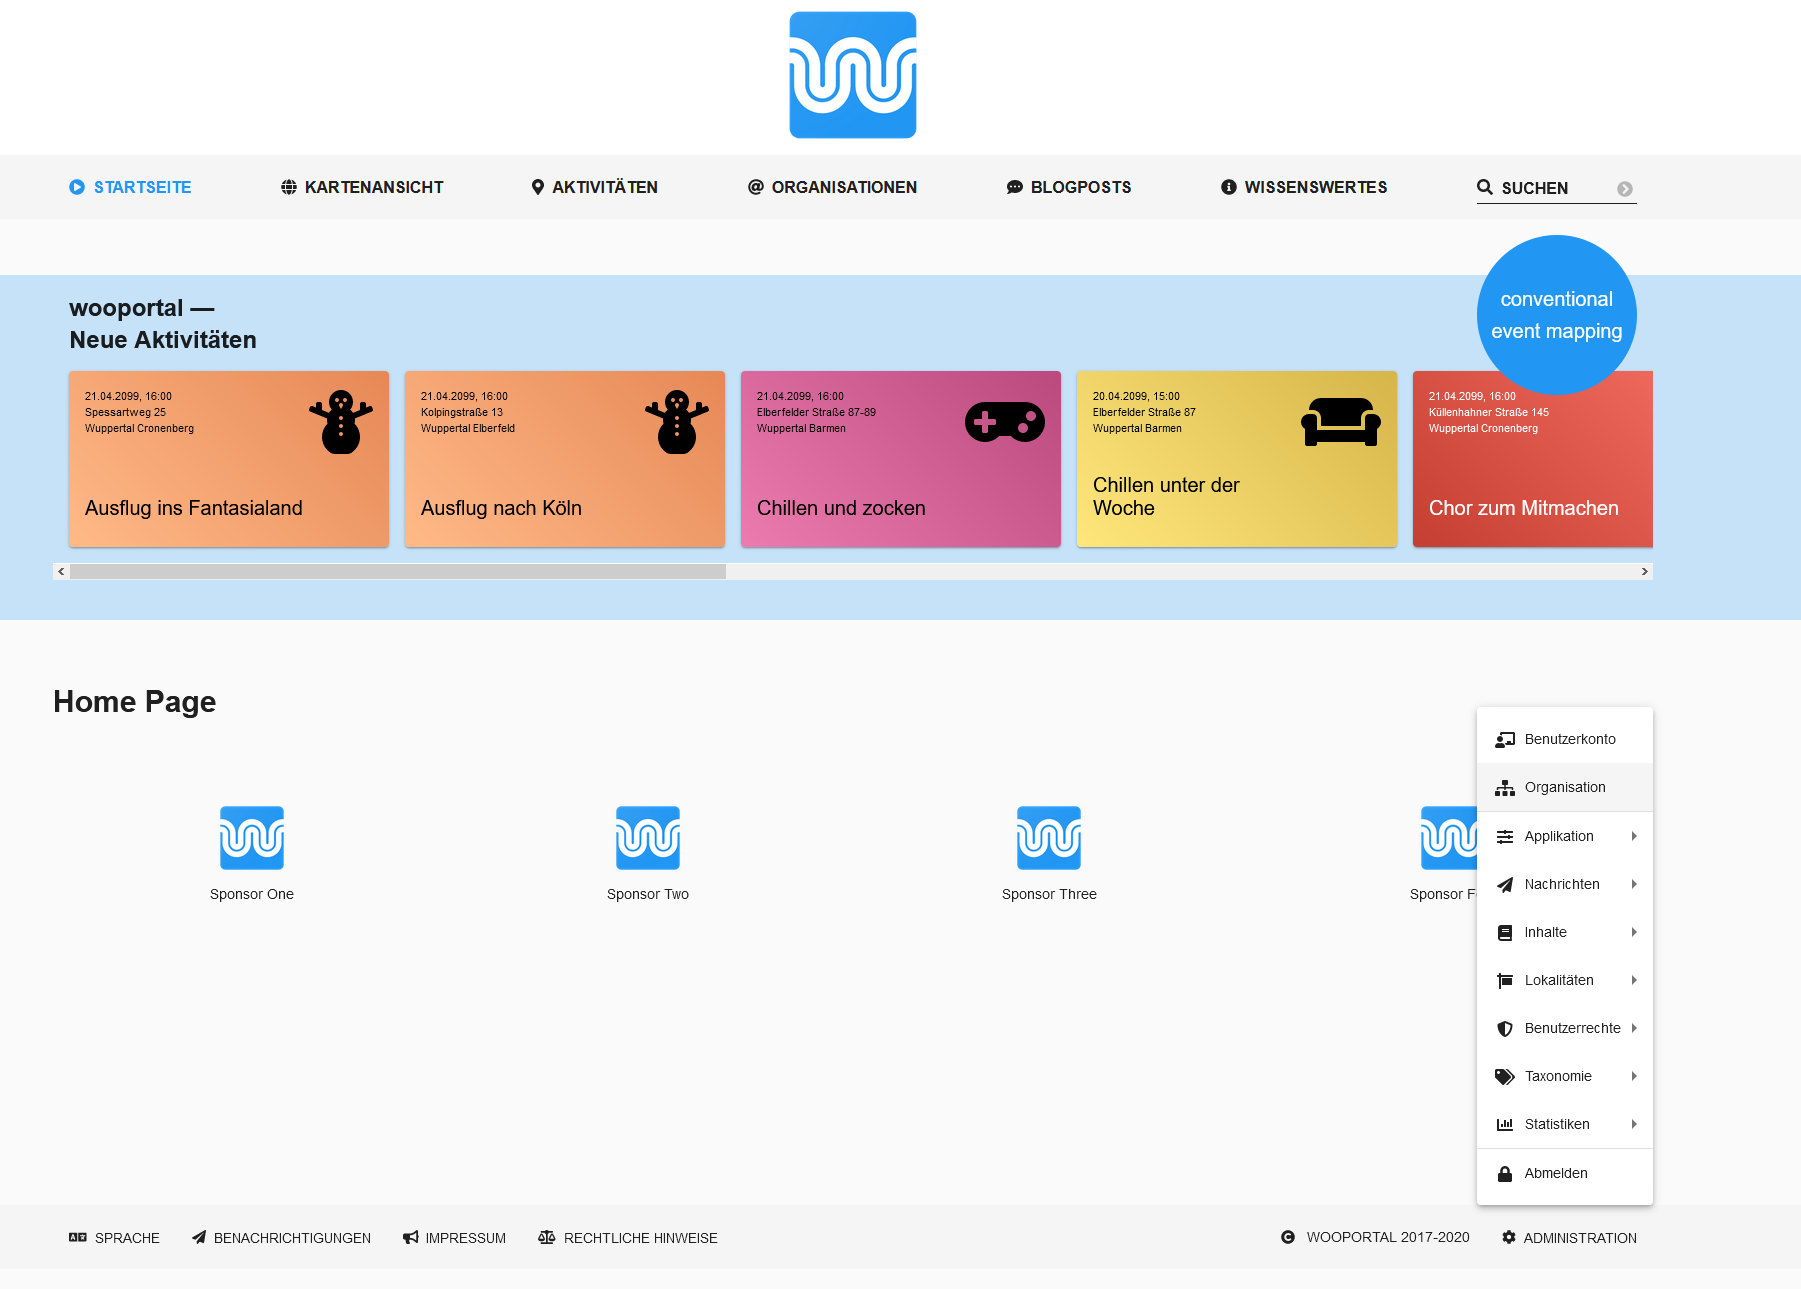 STARTSEITE
KARTENANSICHT
AKTIVITÄTEN
ORGANISATIONEN
BLOGPOSTS
WISSENSWERTES
SUCHEN
conventional
event mapping
wooportal —
Neue Aktivitäten
21.04.2099, 16:00
Spessartweg 25
Wuppertal Cronenberg
Ausflug ins Fantasialand
21.04.2099, 16:00
Kolpingstraße 13
Wuppertal Elberfeld
Ausflug nach Köln
21.04.2099, 16:00
Elberfelder Straße 87-89
Wuppertal Barmen
Chillen und zocken
20.04.2099, 15:00
Elberfelder Straße 87
Wuppertal Barmen
Chillen unter der
Woche
21.04.2099, 16:00
Küllenhahner Straße 145
Wuppertal Cronenberg
Chor zum Mitmachen
Home Page
Sponsor One
Sponsor Two
Sponsor Three
Sponsor
Benutzerkonto
Organisation
Applikation
Nachrichten
Inhalte
Lokalitäten
Benutzerrechte
Taxonomie
Statistiken
Abmelden
SPRACHE
BENACHRICHTIGUNGEN
IMPRESSUM
RECHTLICHE HINWEISE
WOOPORTAL 2017-2020
ADMINISTRATION